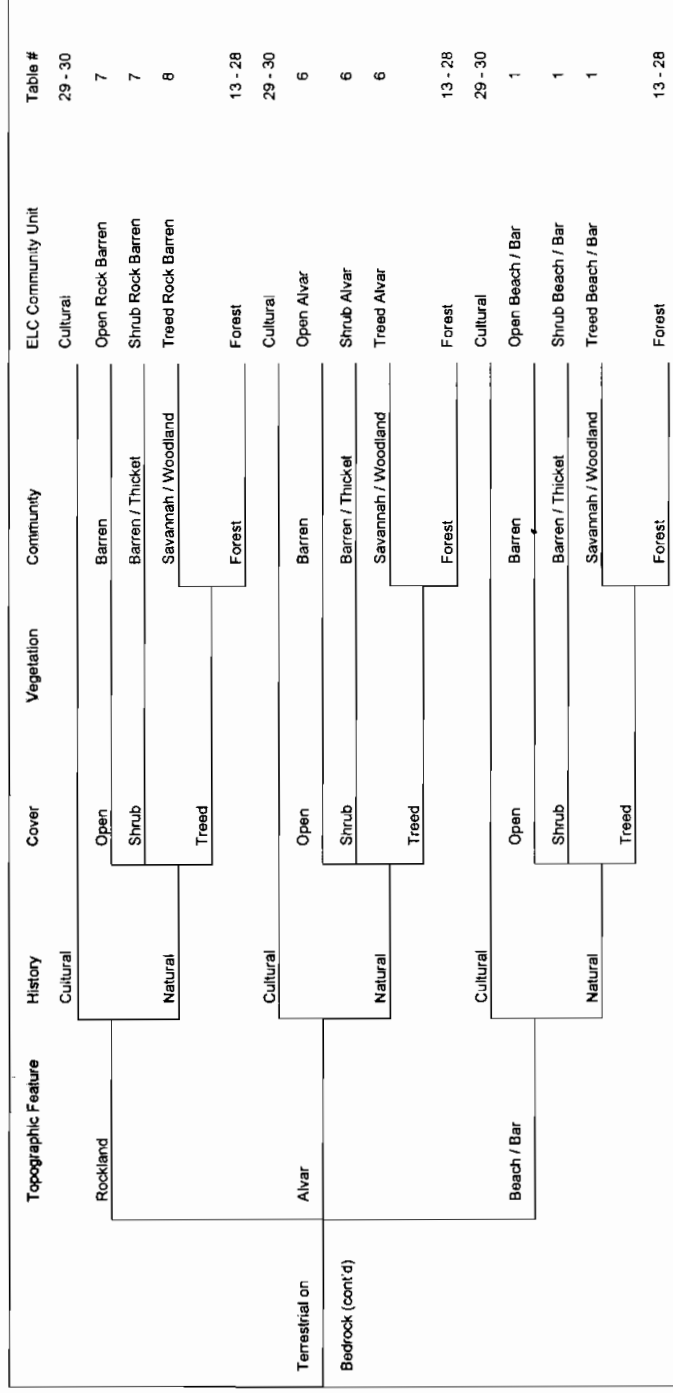 Topographic Feature History Cover Vegetation Community ELC Community Unit Table #
Cultural Cultural 29 - 30
Rockland Open Barren Open Rock Barren 7
Shrub Barren / Thicket Shrub Rock Barren 7
Natural Savannah / Woodland Treed Rock Barren 8
Treed
Forest Forest 13 - 28
Cultural Cultural 29 - 30
Terrestrial on Alvar Open Barren Open Alvar 6
Bedrock (cont'd) Shrub Barren / Thicket Shrub Alvar 6
Natural Savannah / Woodland Treed Alvar 6
Treed
Forest Forest 13 - 28
Cultural Cultural 29 - 30
Beach / Bar Open Barren Open Beach / Bar 1
Shrub Barren / Thicket Shrub Beach / Bar 1
Natural Savannah / Woodland Treed Beach / Bar 1
Treed
Forest Forest 13 - 28